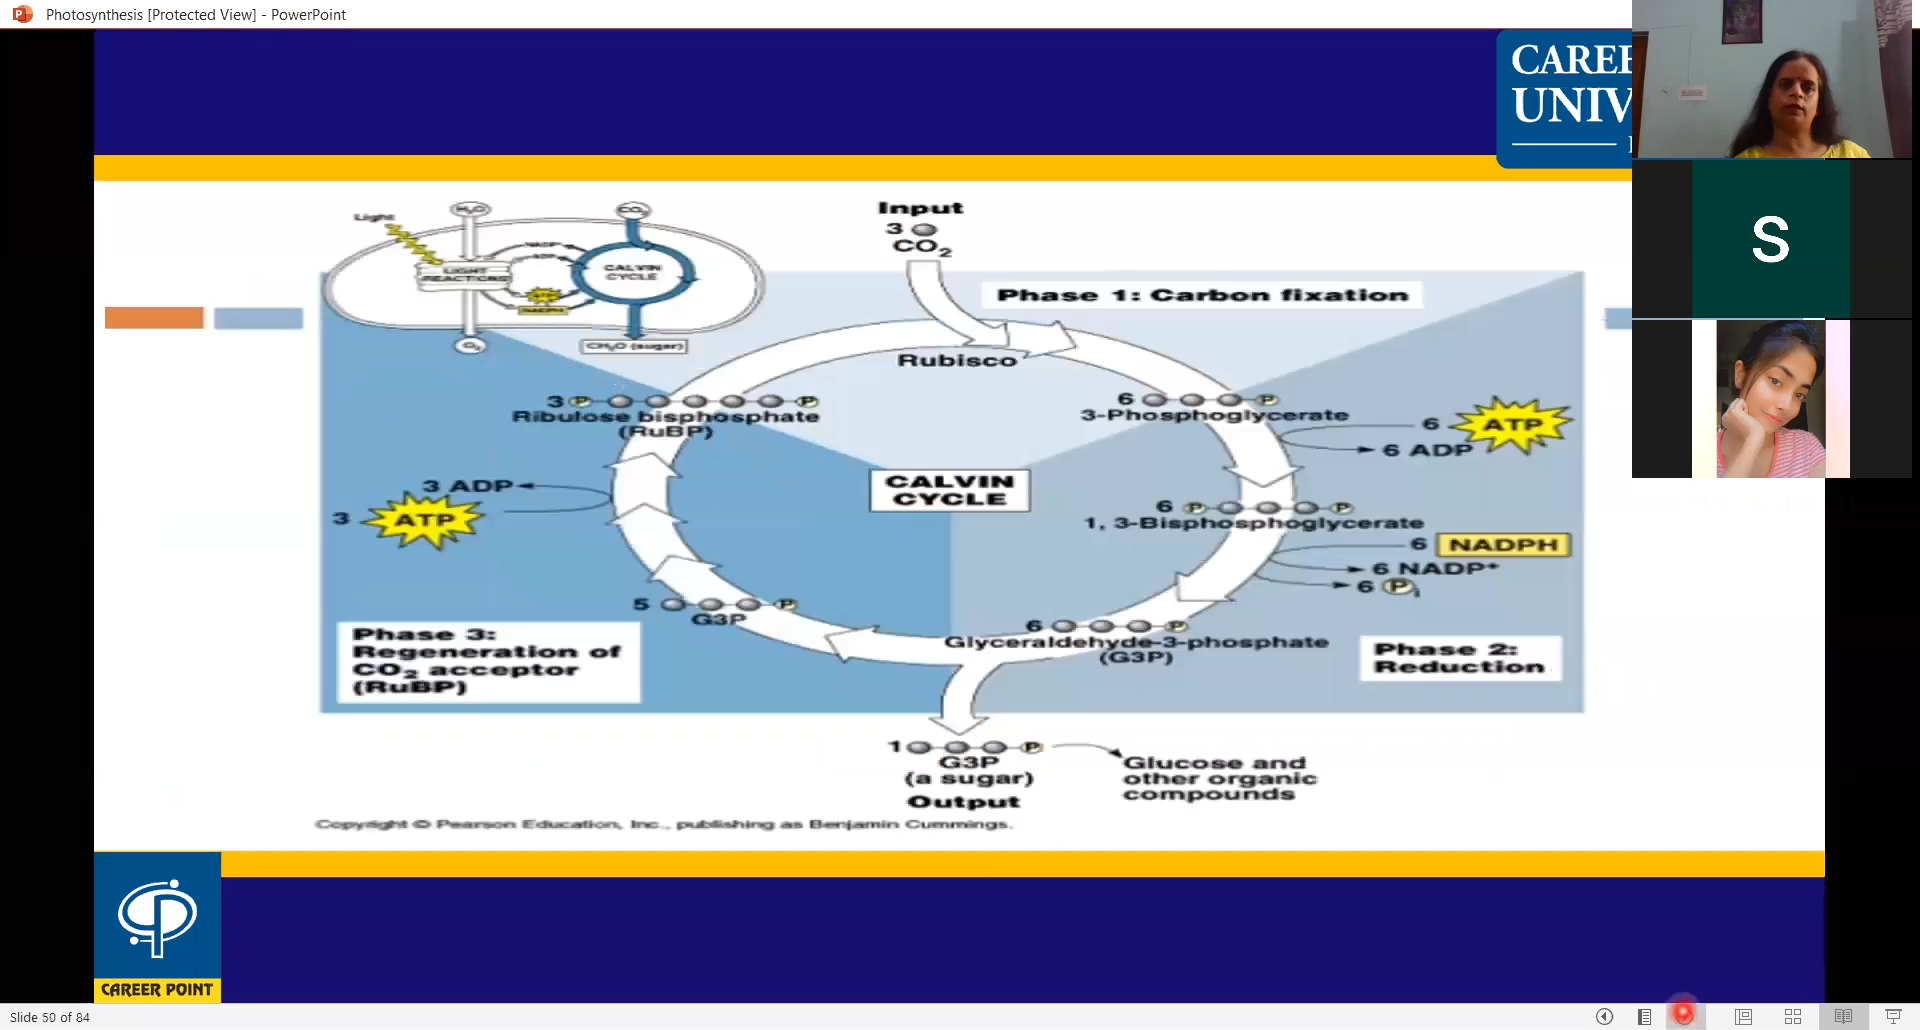 Photosynthesis [Protected View] - PowerPoint
CAREE
UNIV
S
Light
H₂O
CO₂
NADP⁺
ADP
LIGHT
REACTIONS
CALVIN
CYCLE
ATP
NADPH
O₂
CH₂O (sugar)
Input
3
CO₂
Phase 1: Carbon fixation
Rubisco
3 P P
Ribulose bisphosphate
(RuBP)
6 P
3-Phosphoglycerate
6 ATP
6 ADP
CALVIN
CYCLE
3 ADP
3 ATP
6 P P
1, 3-Bisphosphoglycerate
6 NADPH
6 NADP⁺
6 Pi
5 P
G3P
6 P
Glyceraldehyde-3-phosphate
(G3P)
Phase 3:
Regeneration of
CO₂ acceptor
(RuBP)
Phase 2:
Reduction
1 P
G3P
(a sugar)
Output
Glucose and
other organic
compounds
Copyright © Pearson Education, Inc., publishing as Benjamin Cummings.
CAREER POINT
Slide 50 of 84